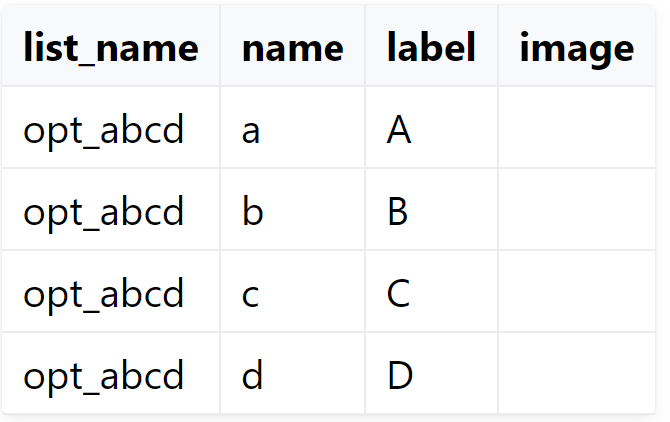 list_name name label image
opt_abcd a A
opt_abcd b B
opt_abcd c C
opt_abcd d D